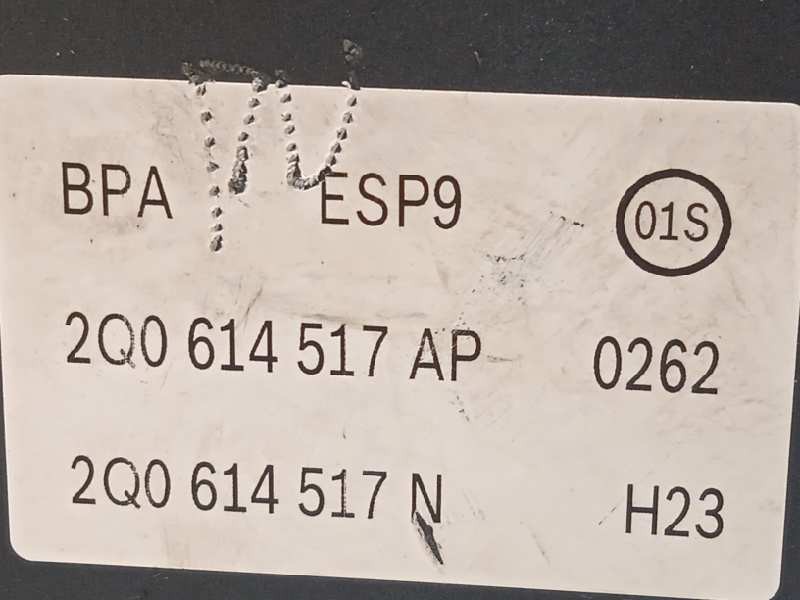 BPA ESP9 01S
2Q0 614 517 AP 0262
2Q0 614 517 N H23